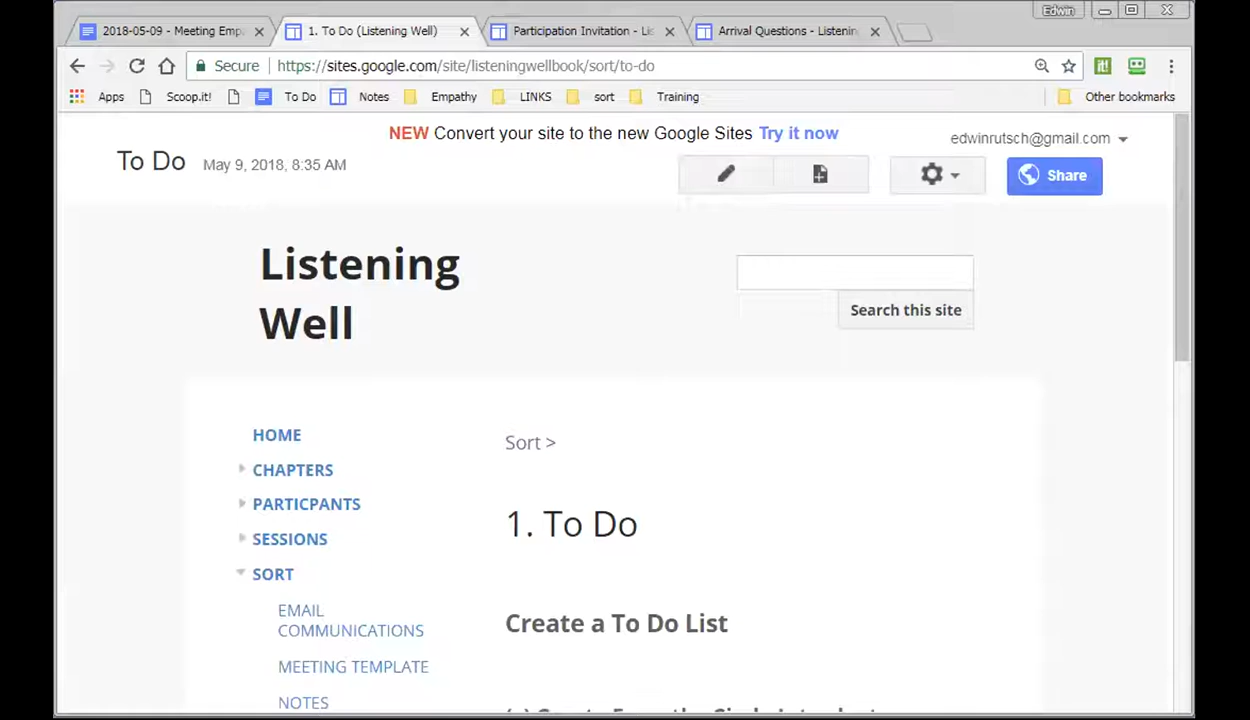 Edwin
2018-05-09 - Meeting Emp
1. To Do (Listening Well)
Participation Invitation - Lis
Arrival Questions - Listenin
Secure
https://sites.google.com/site/listeningwellbook/sort/to-do
Apps
Scoop.it!
To Do
Notes
Empathy
LINKS
sort
Training
Other bookmarks
NEW Convert your site to the new Google Sites Try it now
edwinrutsch@gmail.com
To Do May 9, 2018, 8:35 AM
Share
Listening
Well
Search this site
HOME
CHAPTERS
PARTICPANTS
SESSIONS
SORT
EMAIL
COMMUNICATIONS
MEETING TEMPLATE
NOTES
Sort >
1. To Do
Create a To Do List